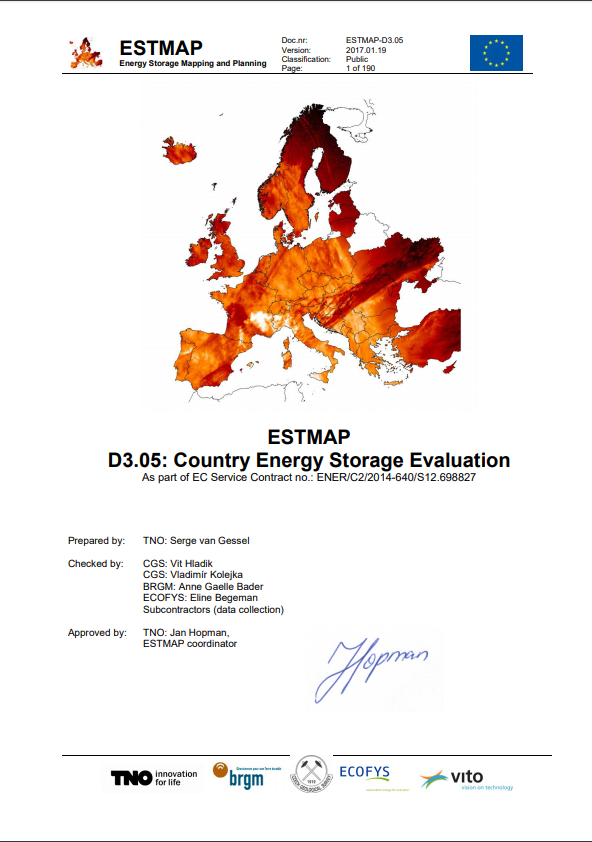 ESTMAP
Energy Storage Mapping and Planning
Doc.nr: ESTMAP-D3.05
Version: 2017.01.19
Classification: Public
Page: 1 of 190
ESTMAP
D3.05: Country Energy Storage Evaluation
As part of EC Service Contract no.: ENER/C2/2014-640/S12.698827
Prepared by: TNO: Serge van Gessel
Checked by: CGS: Vit Hladik
CGS: Vladimír Kolejka
BRGM: Anne Gaelle Bader
ECOFYS: Eline Begeman
Subcontractors (data collection)
Approved by: TNO: Jan Hopman,
ESTMAP coordinator
Hopman
TNO innovation
for life
brgm
CZECH GEOLOGICAL SURVEY
1919
ECOFYS
vito
vision on technology